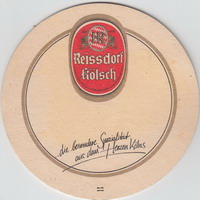 Reissdorf
Kölsch
die besondere Spezialität
aus dem Herzen Kölns